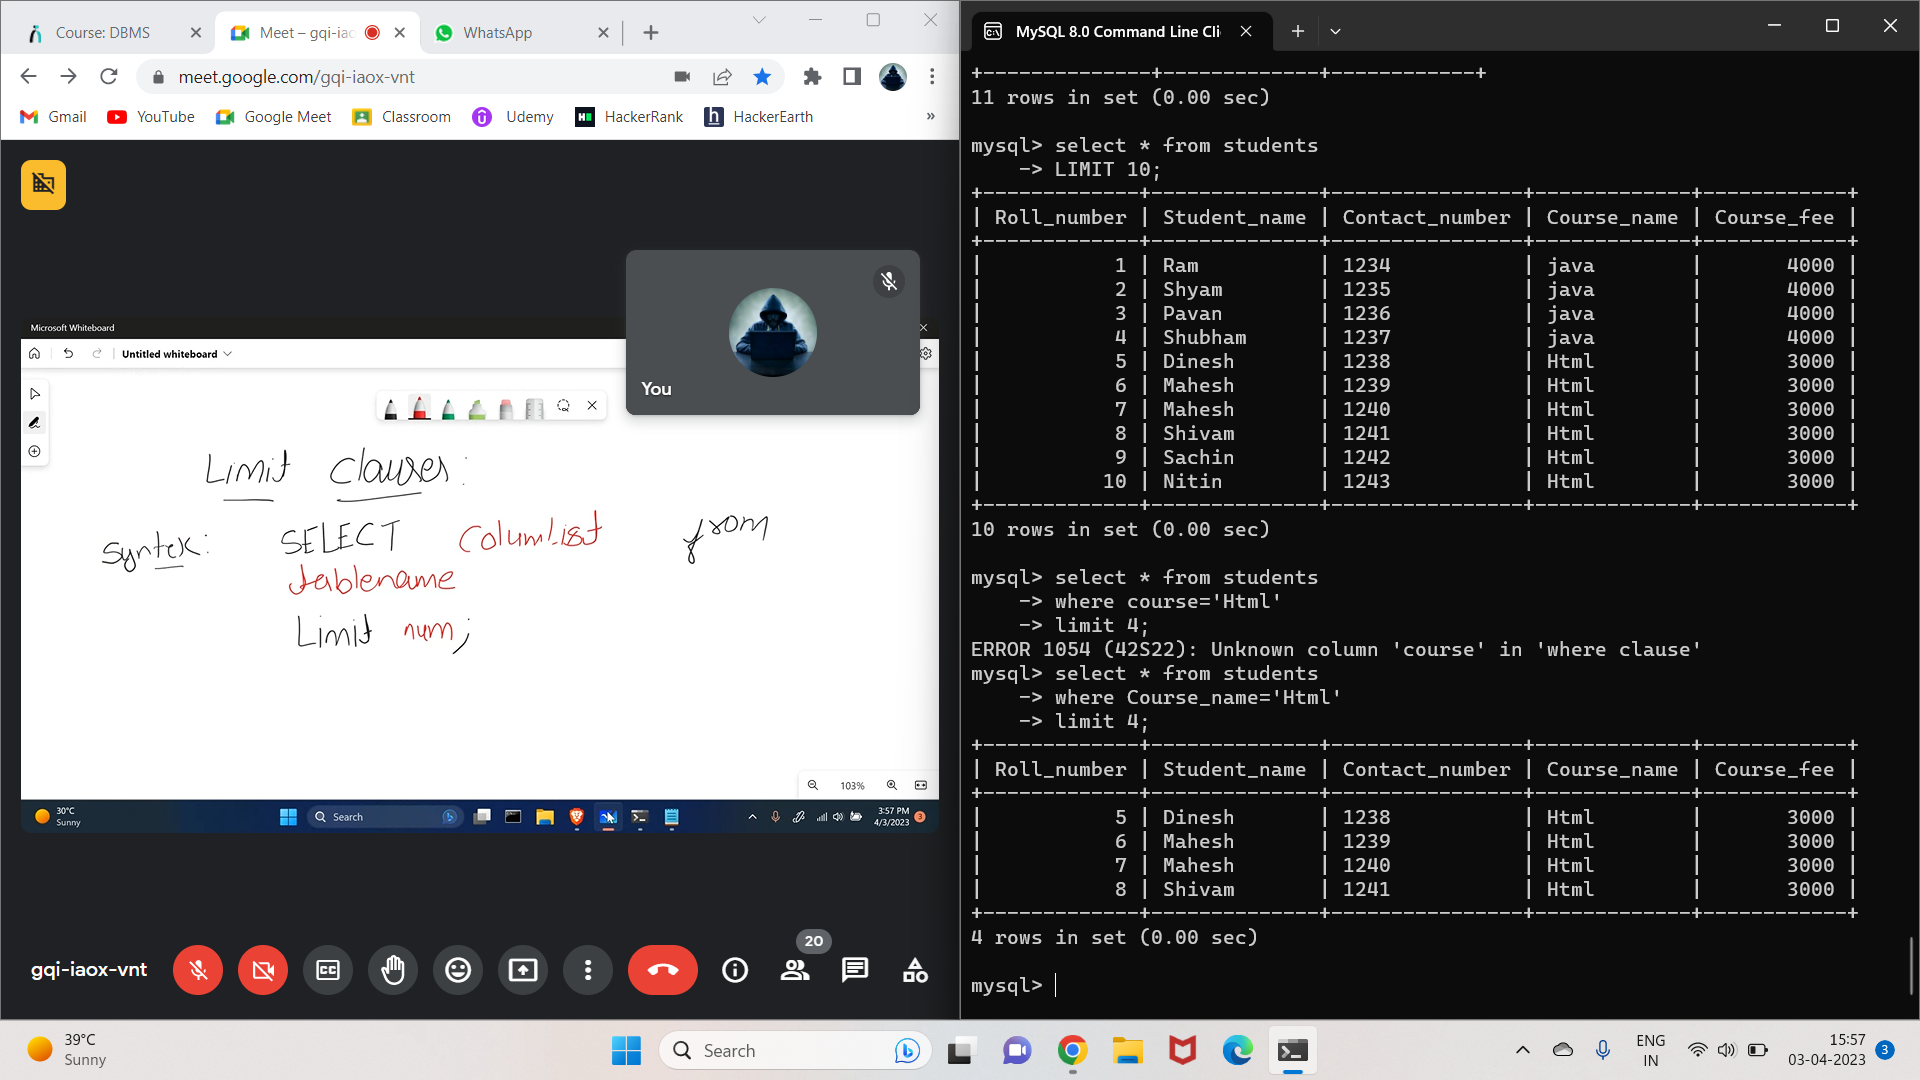 Course: DBMS
Meet – gqi-iao
WhatsApp
meet.google.com/gqi-iaox-vnt
Gmail
YouTube
Google Meet
Classroom
Udemy
HackerRank
HackerEarth
»
You
Microsoft Whiteboard
Untitled whiteboard
Limit Clauses:
Syntex: SELECT Columlist from
tablename
Limit num;
103%
30°C
Sunny
Search
3:57 PM
4/3/2023
3
20
gqi-iaox-vnt
CC
MySQL 8.0 Command Line Cli
+--------------+-------------+------------+
11 rows in set (0.00 sec)
mysql> select * from students
-> LIMIT 10;
+-------------+--------------+----------------+-------------+------------+
| Roll_number | Student_name | Contact_number | Course_name | Course_fee |
+-------------+--------------+----------------+-------------+------------+
| 1 | Ram | 1234 | java | 4000 |
| 2 | Shyam | 1235 | java | 4000 |
| 3 | Pavan | 1236 | java | 4000 |
| 4 | Shubham | 1237 | java | 4000 |
| 5 | Dinesh | 1238 | Html | 3000 |
| 6 | Mahesh | 1239 | Html | 3000 |
| 7 | Mahesh | 1240 | Html | 3000 |
| 8 | Shivam | 1241 | Html | 3000 |
| 9 | Sachin | 1242 | Html | 3000 |
| 10 | Nitin | 1243 | Html | 3000 |
+-------------+--------------+----------------+-------------+------------+
10 rows in set (0.00 sec)
mysql> select * from students
-> where course='Html'
-> limit 4;
ERROR 1054 (42S22): Unknown column 'course' in 'where clause'
mysql> select * from students
-> where Course_name='Html'
-> limit 4;
+-------------+--------------+----------------+-------------+------------+
| Roll_number | Student_name | Contact_number | Course_name | Course_fee |
+-------------+--------------+----------------+-------------+------------+
| 5 | Dinesh | 1238 | Html | 3000 |
| 6 | Mahesh | 1239 | Html | 3000 |
| 7 | Mahesh | 1240 | Html | 3000 |
| 8 | Shivam | 1241 | Html | 3000 |
+-------------+--------------+----------------+-------------+------------+
4 rows in set (0.00 sec)
mysql>
39°C
Sunny
Search
ENG
IN
15:57
03-04-2023
3